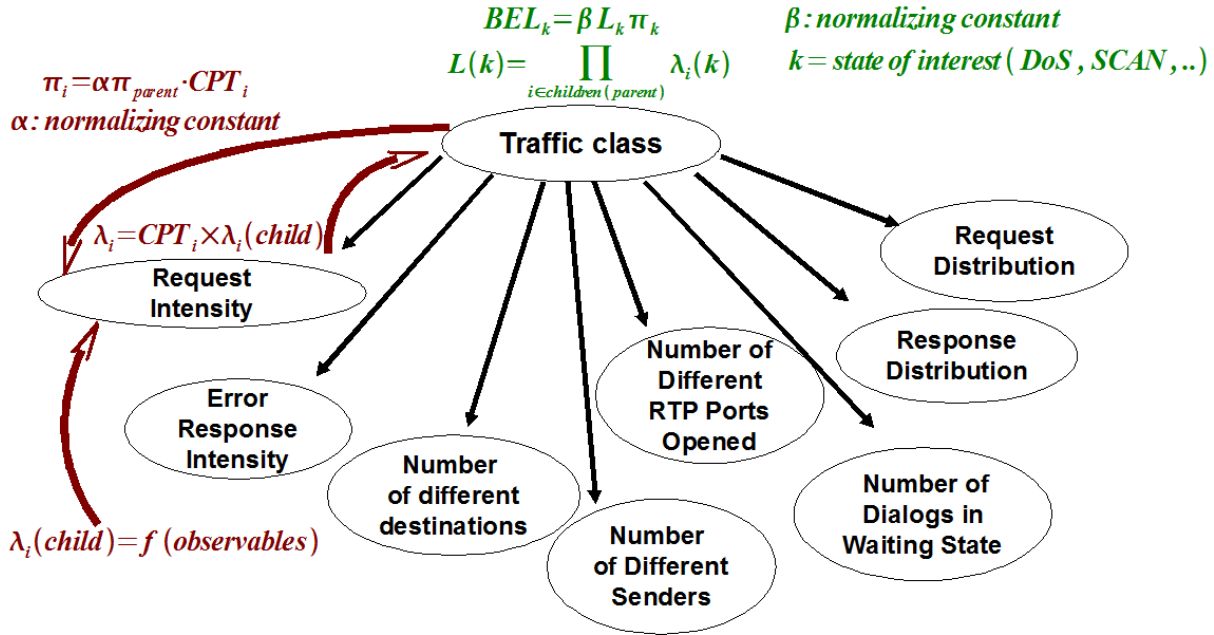 BEL_k = β L_k π_k
β : normalizing constant
L(k) = ∏ λ_i(k)
i∈children(parent)
k = state of interest ( DoS , SCAN , ..)
π_i = α π_parent · CPT_i
α : normalizing constant
Traffic class
λ_i = CPT_i × λ_i(child)
Request
Intensity
Request
Distribution
Response
Distribution
Number of
Different
RTP Ports
Opened
Error
Response
Intensity
Number
of different
destinations
Number of
Dialogs in
Waiting State
Number
of Different
Senders
λ_i(child) = f (observables)